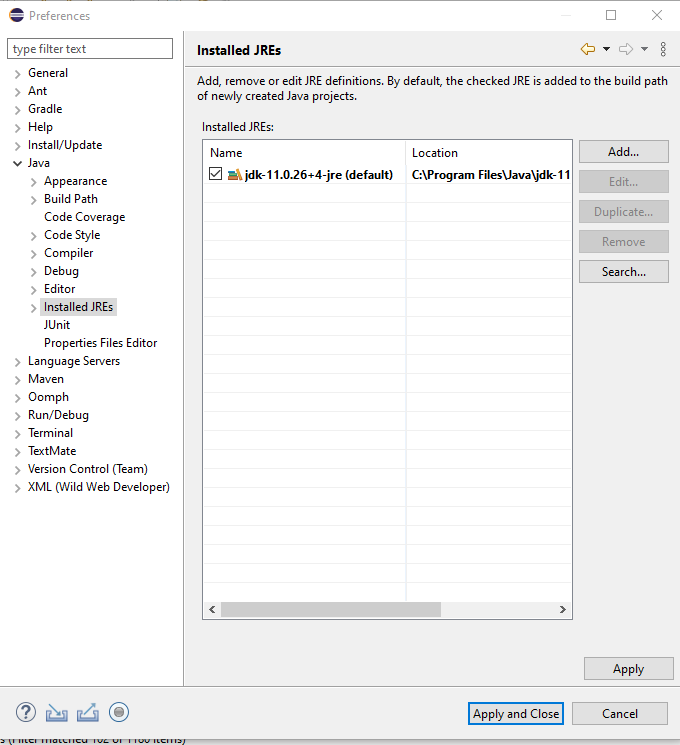 Preferences
type filter text
General
Ant
Gradle
Help
Install/Update
Java
Appearance
Build Path
Code Coverage
Code Style
Compiler
Debug
Editor
Installed JREs
JUnit
Properties Files Editor
Language Servers
Maven
Oomph
Run/Debug
Terminal
TextMate
Version Control (Team)
XML (Wild Web Developer)
Installed JREs
Add, remove or edit JRE definitions. By default, the checked JRE is added to the build path
of newly created Java projects.
Installed JREs:
Name Location
jdk-11.0.26+4-jre (default) C:\Program Files\Java\jdk-11
Add...
Edit...
Duplicate...
Remove
Search...
Apply
Apply and Close Cancel
s (Filter matched 102 of 1180 items)